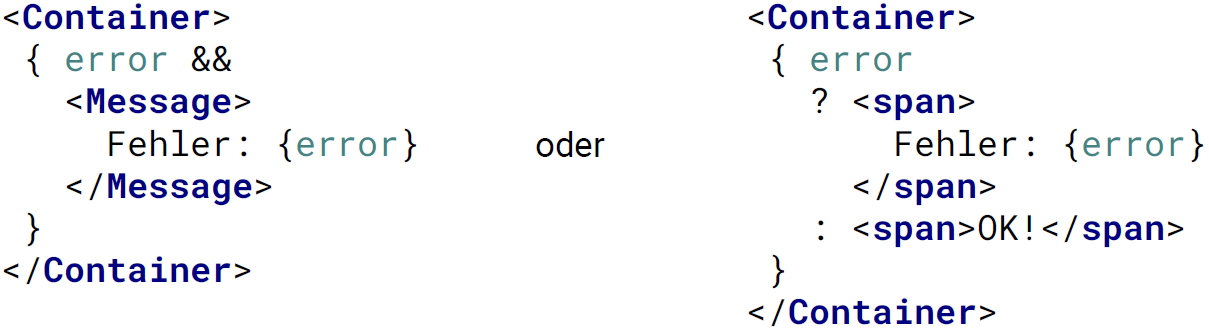 <Container>
 { error &&
   <Message>
     Fehler: {error}
   </Message>
 }
</Container>
oder
<Container>
 { error
   ? <span>
       Fehler: {error}
     </span>
   : <span>OK!</span>
 }
</Container>